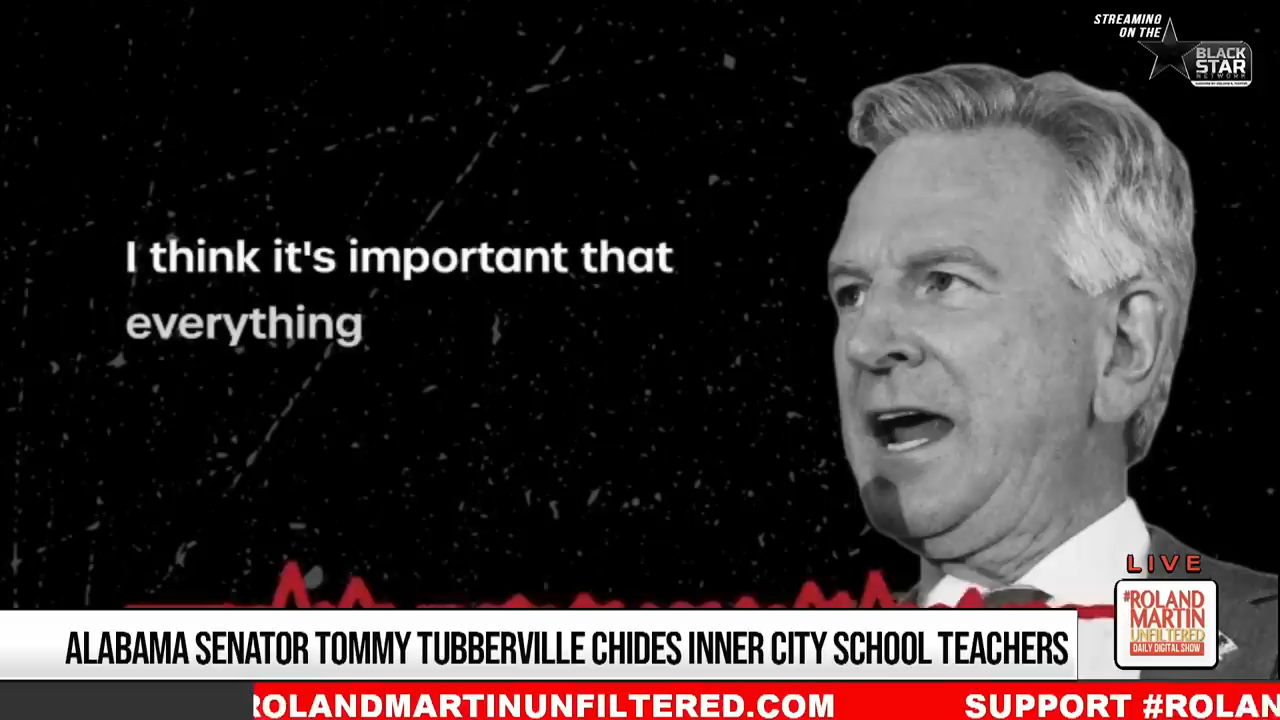 STREAMING
ON THE
BLACK
STAR
NETWORK
I think it's important that
everything
LIVE
#ROLAND
MARTIN
UNFILTERED
DAILY DIGITAL SHOW
ALABAMA SENATOR TOMMY TUBBERVILLE CHIDES INNER CITY SCHOOL TEACHERS
ROLANDMARTINUNFILTERED.COM SUPPORT #ROLAN